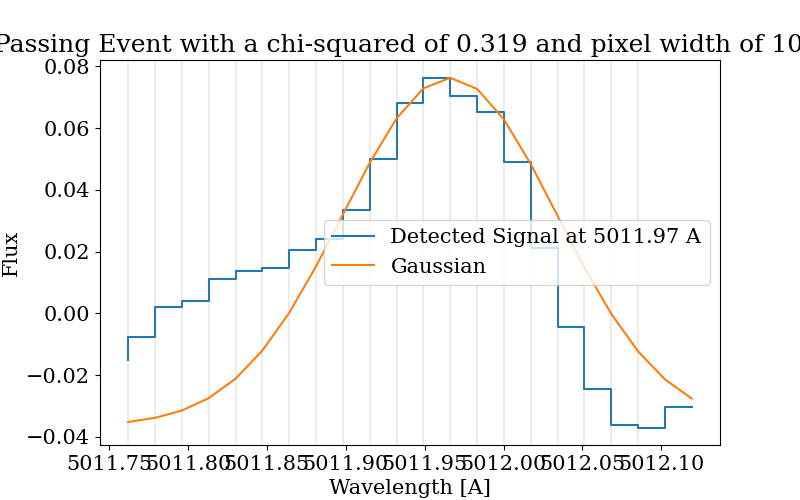 Passing Event with a chi-squared of 0.319 and pixel width of 10
0.08
0.06
0.04
0.02
0.00
−0.02
−0.04
Flux
Detected Signal at 5011.97 A
Gaussian
5011.75 5011.80 5011.85 5011.90 5011.95 5012.00 5012.05 5012.10
Wavelength [A]